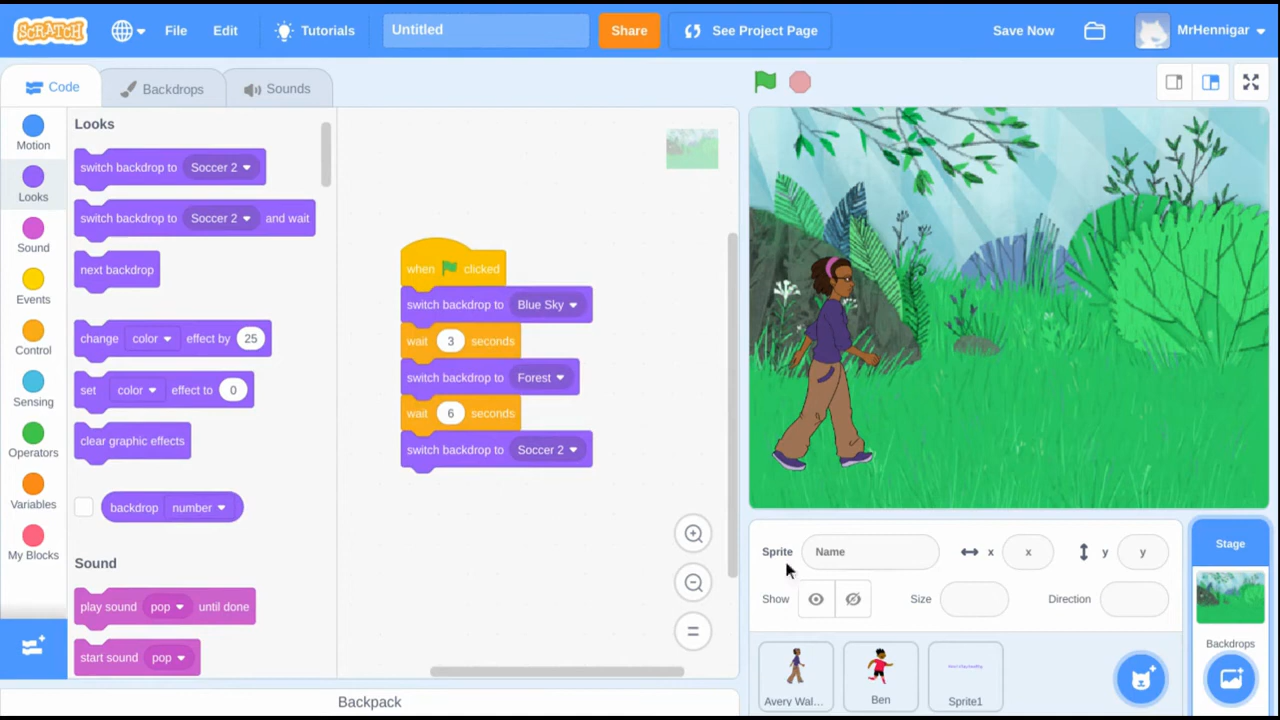 SCRATCH File Edit Tutorials Untitled Share See Project Page Save Now MrHennigar
Code Backdrops Sounds
Motion
Looks
Sound
Events
Control
Sensing
Operators
Variables
My Blocks
Looks
switch backdrop to Soccer 2
switch backdrop to Soccer 2 and wait
next backdrop
change color effect by 25
set color effect to 0
clear graphic effects
backdrop number
Sound
play sound pop until done
start sound pop
when clicked
switch backdrop to Blue Sky
wait 3 seconds
switch backdrop to Forest
wait 6 seconds
switch backdrop to Soccer 2
Backpack
Sprite Name x x y y
Show Size Direction
Avery Wal...
Ben
Sprite1
Stage
Backdrops